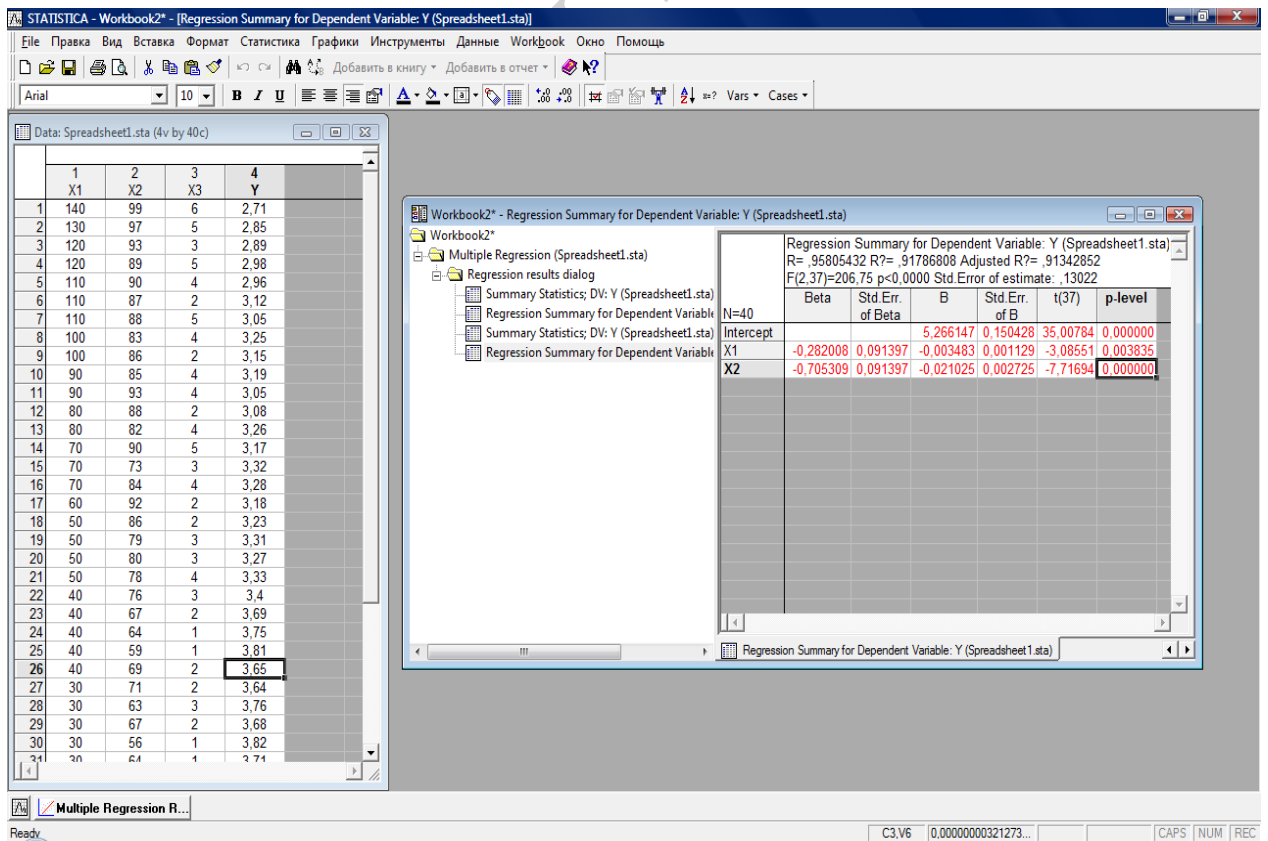 STATISTICA - Workbook2* - [Regression Summary for Dependent Variable: Y (Spreadsheet1.sta)]
File Правка Вид Вставка Формат Статистика Графики Инструменты Данные Workbook Окно Помощь
Добавить в книгу Добавить в отчет
Arial 10 B I U Vars Cases
Data: Spreadsheet1.sta (4v by 40c)
1 2 3 4
X1 X2 X3 Y
1 140 99 6 2,71
2 130 97 5 2,85
3 120 93 3 2,89
4 120 89 5 2,98
5 110 90 4 2,96
6 110 87 2 3,12
7 110 88 5 3,05
8 100 83 4 3,25
9 100 86 2 3,15
10 90 85 4 3,19
11 90 93 4 3,05
12 80 88 2 3,08
13 80 82 4 3,26
14 70 90 5 3,17
15 70 73 3 3,32
16 70 84 4 3,28
17 60 92 2 3,18
18 50 86 2 3,23
19 50 79 3 3,31
20 50 80 3 3,27
21 50 78 4 3,33
22 40 76 3 3,4
23 40 67 2 3,69
24 40 64 1 3,75
25 40 59 1 3,81
26 40 69 2 3,65
27 30 71 2 3,64
28 30 63 3 3,76
29 30 67 2 3,68
30 30 56 1 3,82
31 30 64 1 3,71
Workbook2* - Regression Summary for Dependent Variable: Y (Spreadsheet1.sta)
Workbook2*
Multiple Regression (Spreadsheet1.sta)
Regression results dialog
Summary Statistics; DV: Y (Spreadsheet1.sta)
Regression Summary for Dependent Variable
Summary Statistics; DV: Y (Spreadsheet1.sta)
Regression Summary for Dependent Variable
Regression Summary for Dependent Variable: Y (Spreadsheet1.sta)
R= ,95805432 R?= ,91786808 Adjusted R?= ,91342852
F(2,37)=206,75 p<0,0000 Std.Error of estimate: ,13022
Beta Std.Err. B Std.Err. t(37) p-level
N=40 of Beta of B
Intercept 5,266147 0,150428 35,00784 0,000000
X1 -0,282008 0,091397 -0,003483 0,001129 -3,08551 0,003835
X2 -0,705309 0,091397 -0,021025 0,002725 -7,71694 0,000000
Regression Summary for Dependent Variable: Y (Spreadsheet1.sta)
Multiple Regression R...
Ready C3,V6 0,00000000321273... CAPS NUM REC